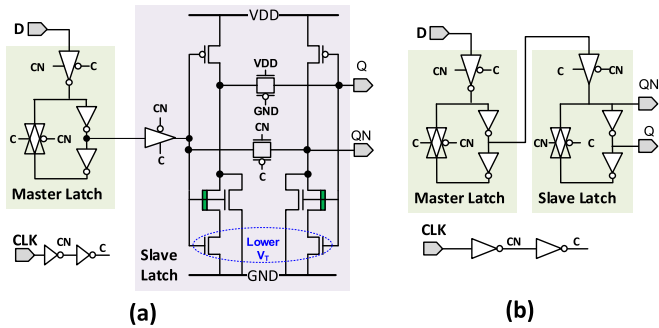 D
CN
C
C
CN
Master Latch
CLK
CN
C
CN
C
VDD
VDD
GND
CN
C
Q
QN
Lower
V_T
Slave
Latch
GND
(a)
D
CN
C
C
CN
Master Latch
CN
C
CN
C
Slave Latch
QN
Q
CLK
CN
C
(b)